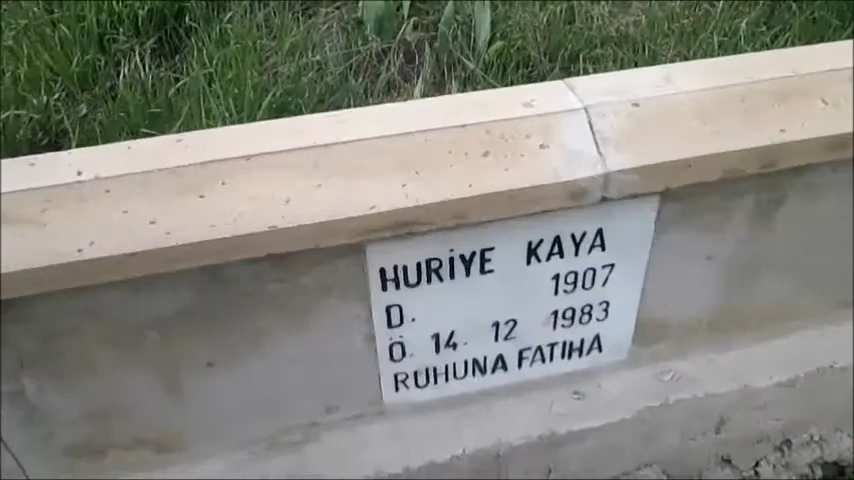 HURİYE KAYA
D. 1907
Ö. 14. 12 1983
RUHUNA FATIHA